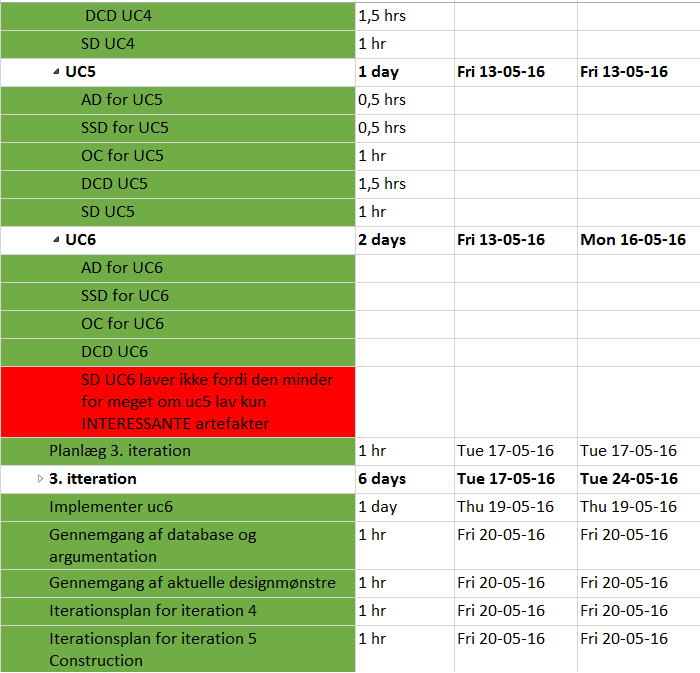 DCD UC4 1,5 hrs
SD UC4 1 hr
UC5 1 day Fri 13-05-16 Fri 13-05-16
AD for UC5 0,5 hrs
SSD for UC5 0,5 hrs
OC for UC5 1 hr
DCD UC5 1,5 hrs
SD UC5 1 hr
UC6 2 days Fri 13-05-16 Mon 16-05-16
AD for UC6
SSD for UC6
OC for UC6
DCD UC6
SD UC6 laver ikke fordi den minder
for meget om uc5 lav kun
INTERESSANTE artefakter
Planlæg 3. iteration 1 hr Tue 17-05-16 Tue 17-05-16
3. itteration 6 days Tue 17-05-16 Tue 24-05-16
Implementer uc6 1 day Thu 19-05-16 Thu 19-05-16
Gennemgang af database og 1 hr Fri 20-05-16 Fri 20-05-16
argumentation
Gennemgang af aktuelle designmønstre 1 hr Fri 20-05-16 Fri 20-05-16
Iterationsplan for iteration 4 1 hr Fri 20-05-16 Fri 20-05-16
Iterationsplan for iteration 5 1 hr Fri 20-05-16 Fri 20-05-16
Construction